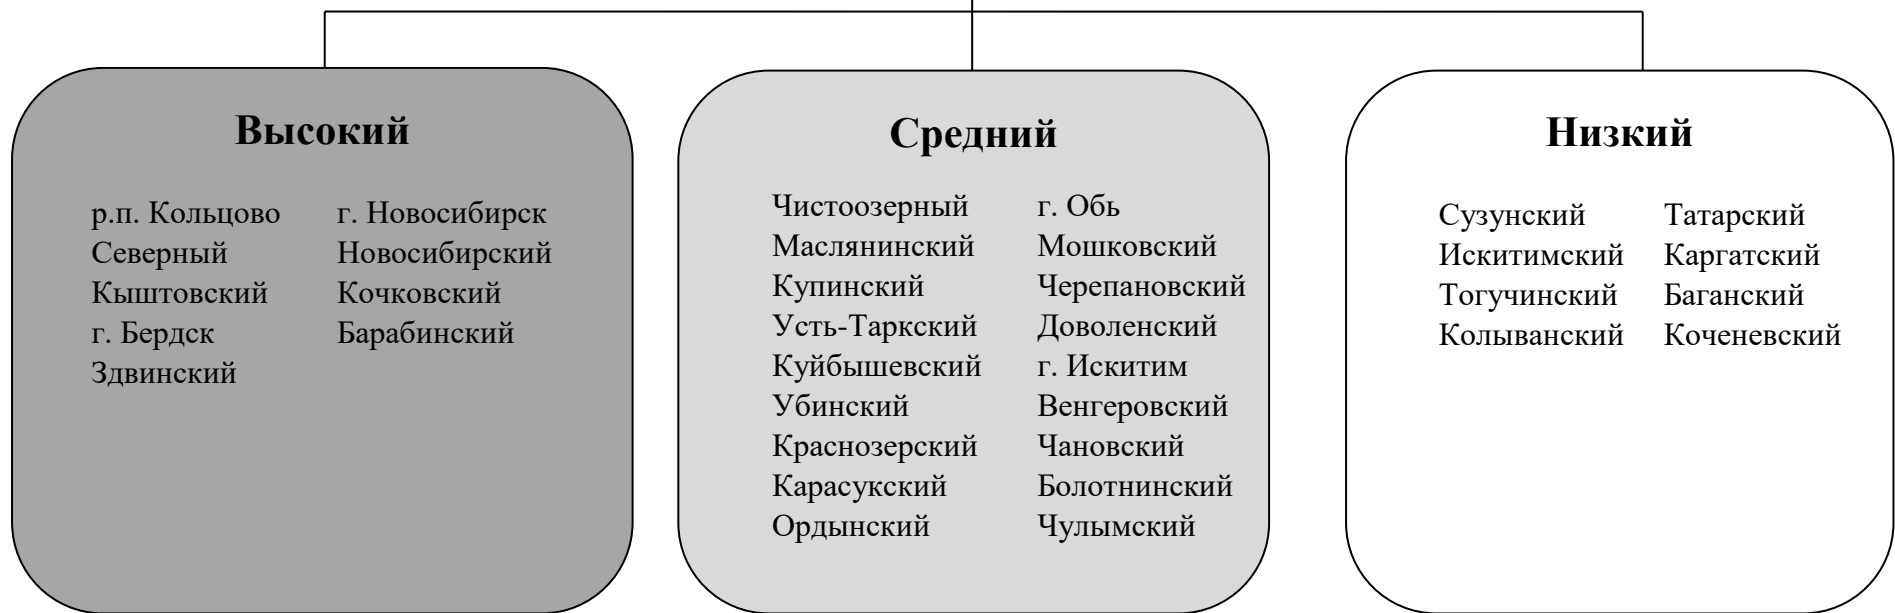 Высокий
р.п. Кольцово
Северный
Кыштовский
г. Бердск
Здвинский
г. Новосибирск
Новосибирский
Кочковский
Барабинский
Средний
Чистоозерный
Маслянинский
Купинский
Усть-Таркский
Куйбышевский
Убинский
Краснозерский
Карасукский
Ордынский
г. Обь
Мошковский
Черепановский
Доволенский
г. Искитим
Венгеровский
Чановский
Болотнинский
Чулымский
Низкий
Сузунский
Искитимский
Тогучинский
Колыванский
Татарский
Каргатский
Баганский
Коченевский